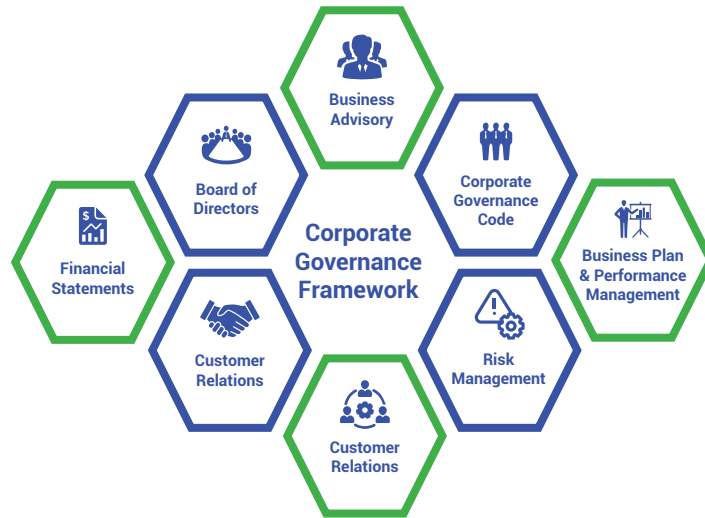 Business
Advisory
Board of
Directors
Corporate
Governance
Code
$
Financial
Statements
Corporate
Governance
Framework
Business Plan
& Performance
Management
Customer
Relations
Risk
Management
Customer
Relations